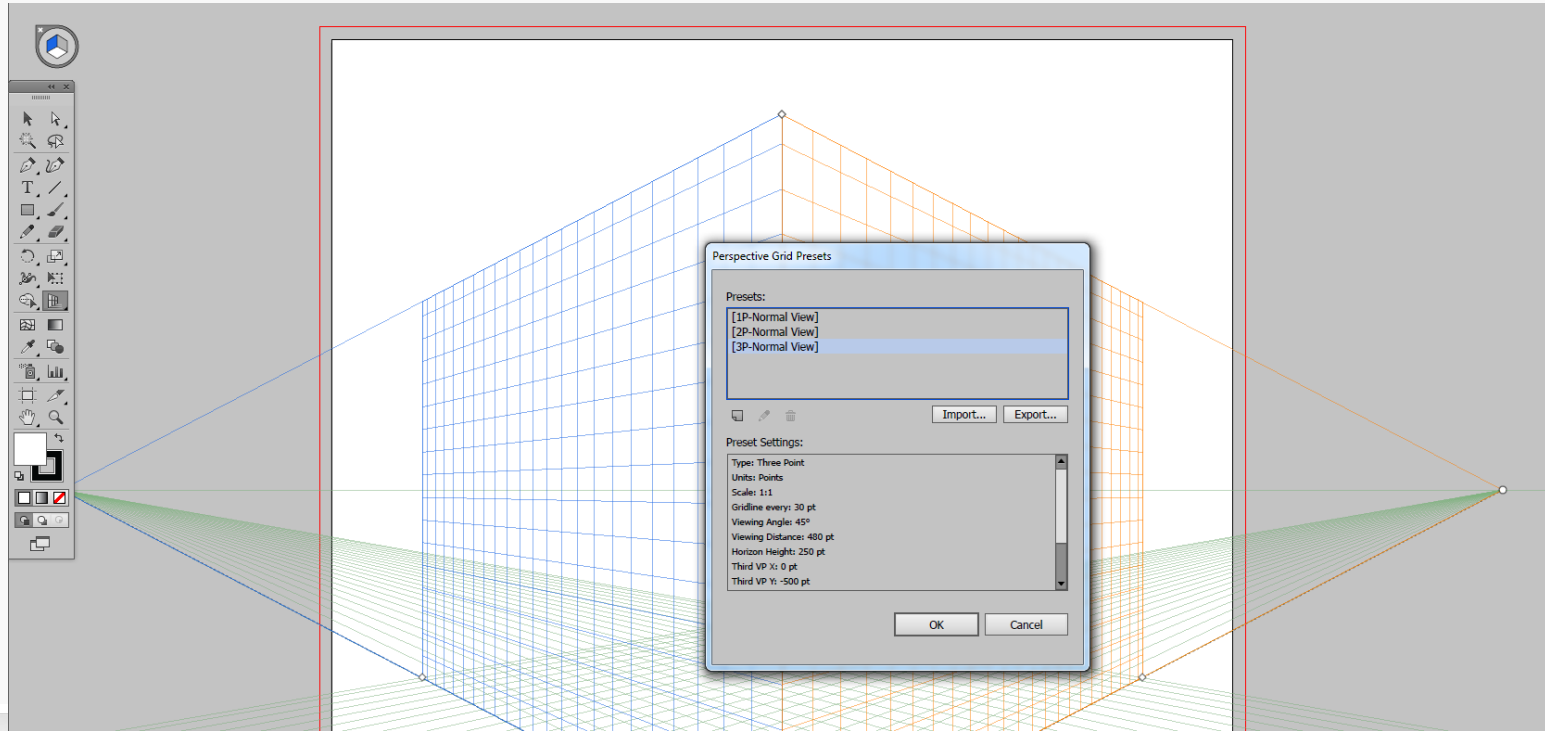 Perspective Grid Presets
Presets:
[1P-Normal View]
[2P-Normal View]
[3P-Normal View]
Import... Export...
Preset Settings:
Type: Three Point
Units: Points
Scale: 1:1
Gridline every: 30 pt
Viewing Angle: 45°
Viewing Distance: 480 pt
Horizon Height: 250 pt
Third VP X: 0 pt
Third VP Y: -500 pt
OK Cancel